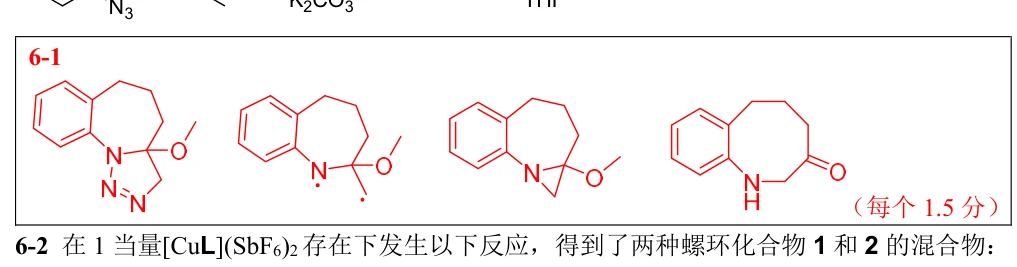 N3 K2CO3
6-1
N O N N
N O
N O
N H O
（每个 1.5 分）
6-2 在 1 当量[CuL](SbF6)2 存在下发生以下反应，得到了两种螺环化合物 1 和 2 的混合物：